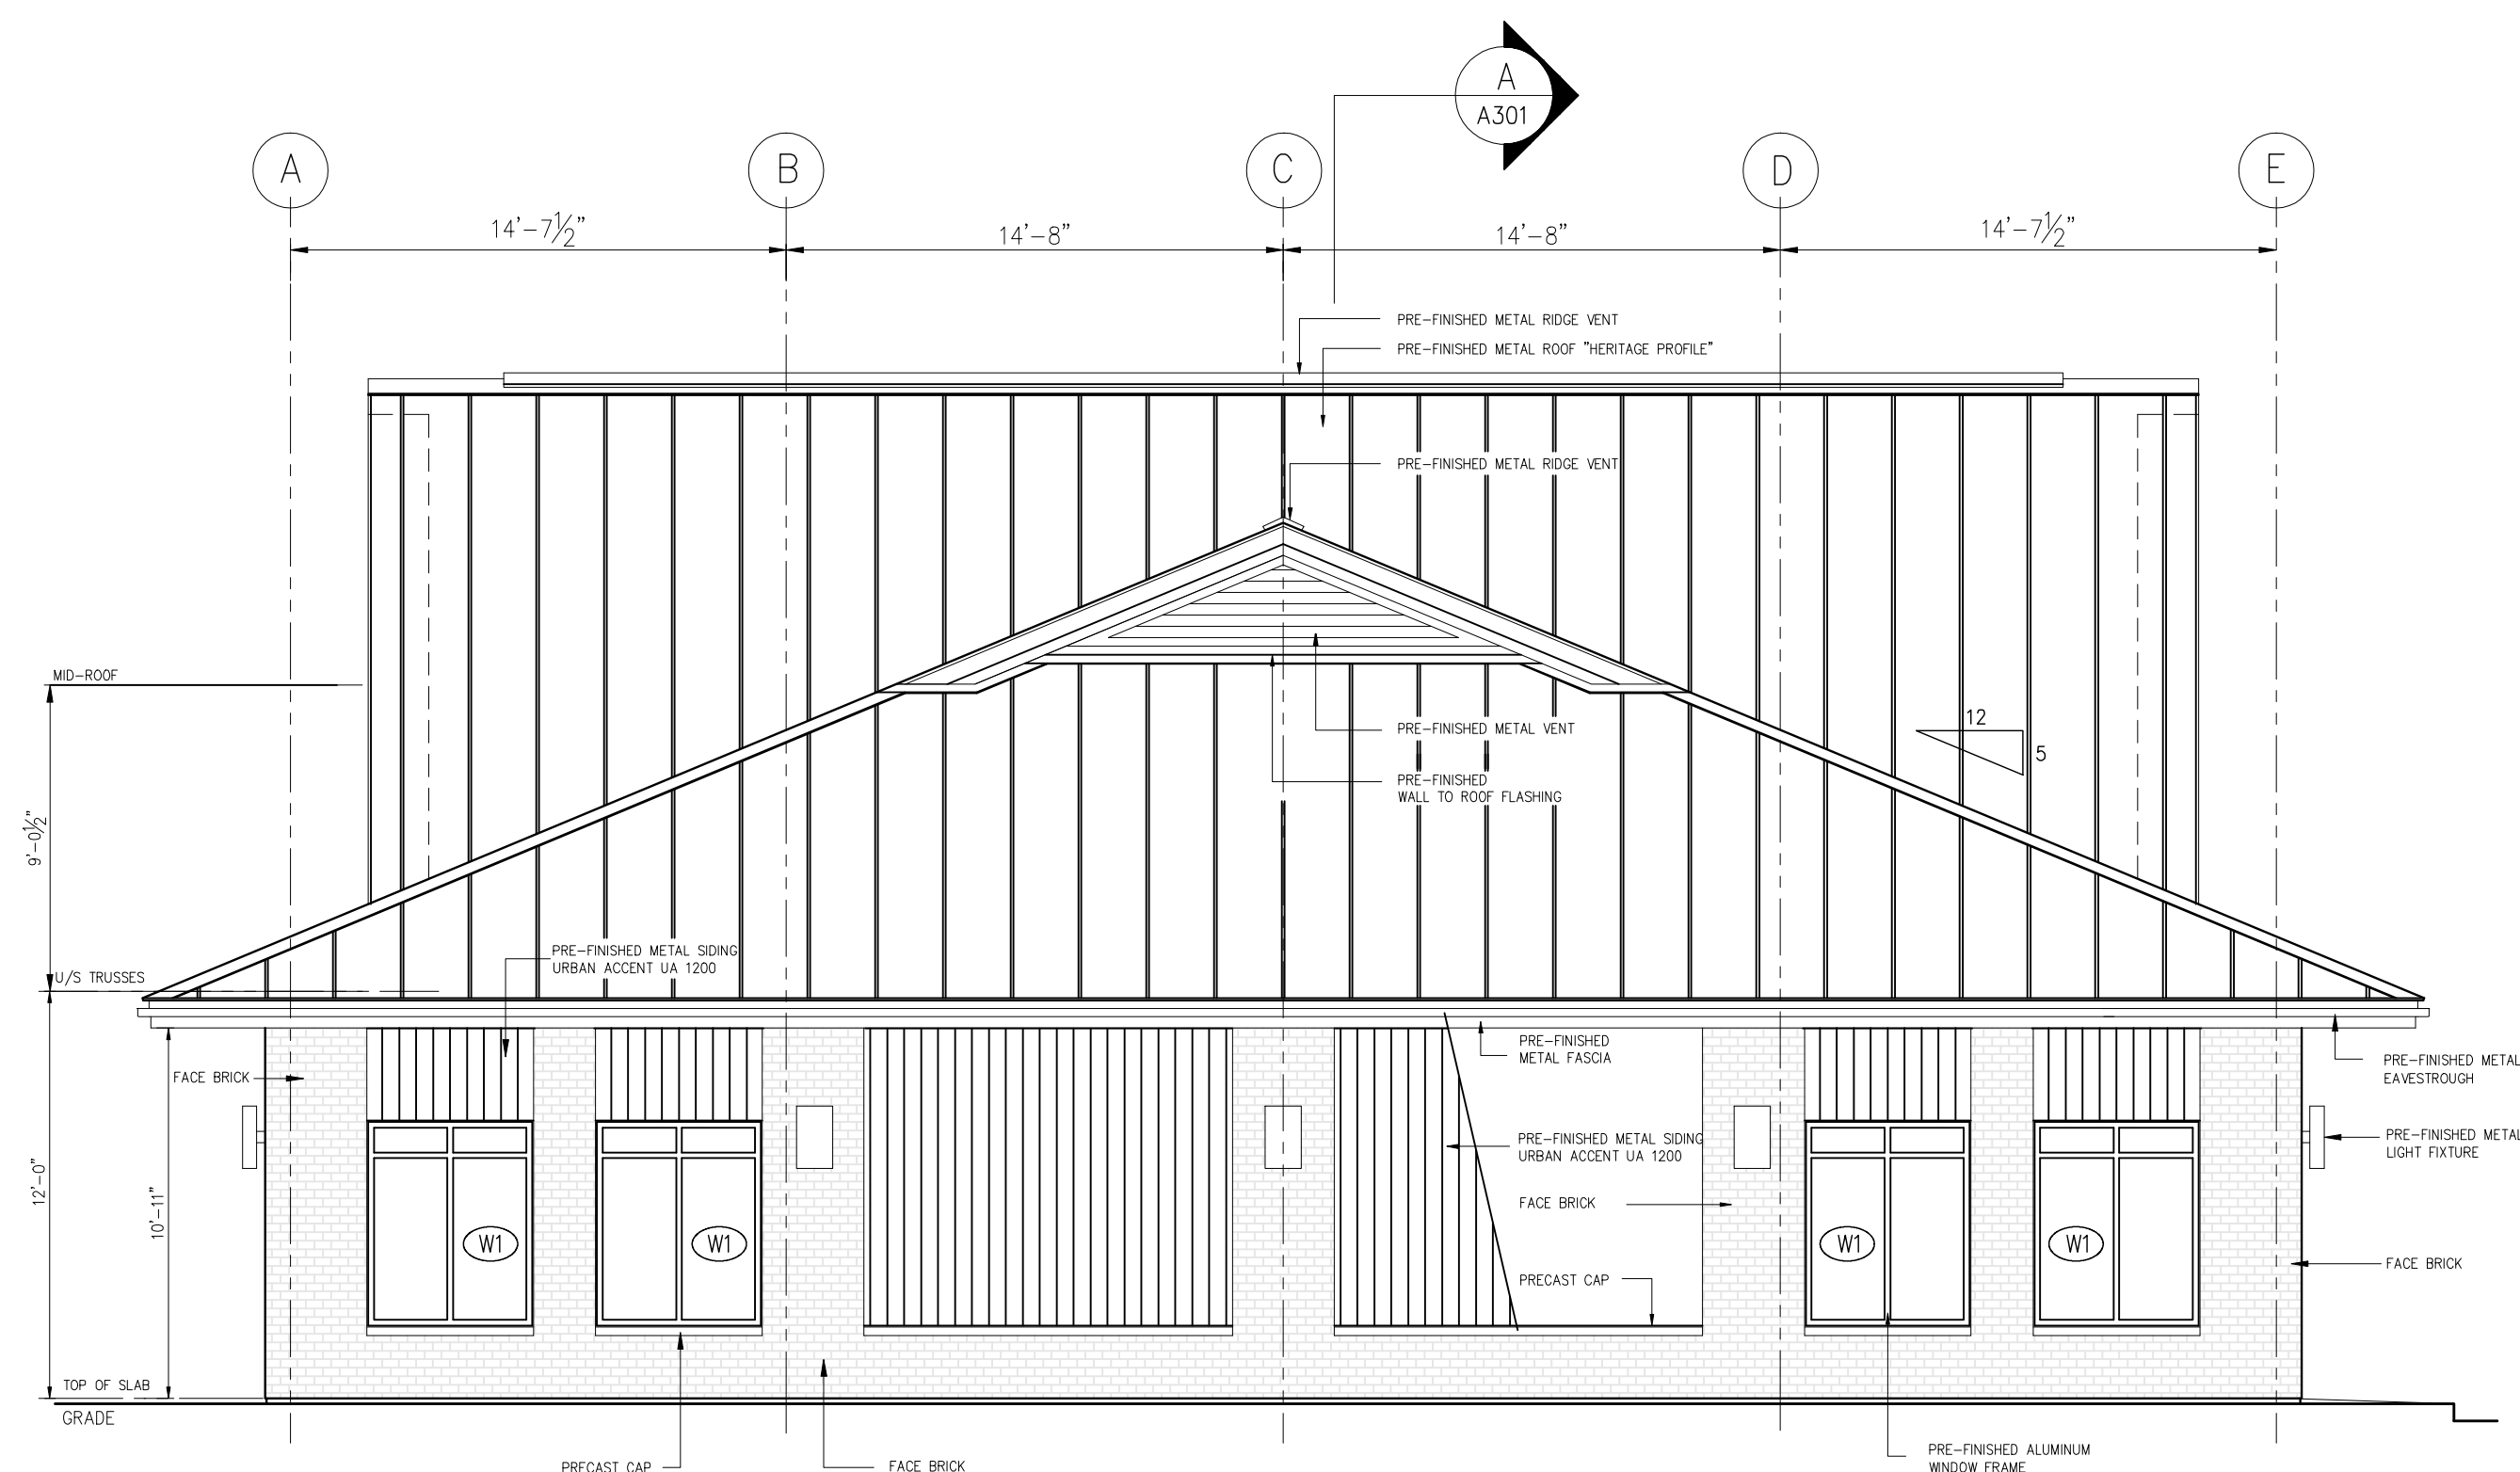 A
A301
A
B
C
D
E
14'-7½"
14'-8"
14'-8"
14'-7½"
PRE-FINISHED METAL RIDGE VENT
PRE-FINISHED METAL ROOF "HERITAGE PROFILE"
PRE-FINISHED METAL RIDGE VENT
MID-ROOF
12
5
PRE-FINISHED METAL VENT
PRE-FINISHED
WALL TO ROOF FLASHING
9'-0½"
PRE-FINISHED METAL SIDING
URBAN ACCENT UA 1200
U/S TRUSSES
PRE-FINISHED
METAL FASCIA
PRE-FINISHED METAL
EAVESTROUGH
FACE BRICK
PRE-FINISHED METAL SIDING
URBAN ACCENT UA 1200
PRE-FINISHED METAL
LIGHT FIXTURE
12'-0"
10'-11"
FACE BRICK
W1
W1
W1
W1
FACE BRICK
PRECAST CAP
TOP OF SLAB
GRADE
PRECAST CAP
FACE BRICK
PRE-FINISHED ALUMINUM
WINDOW FRAME